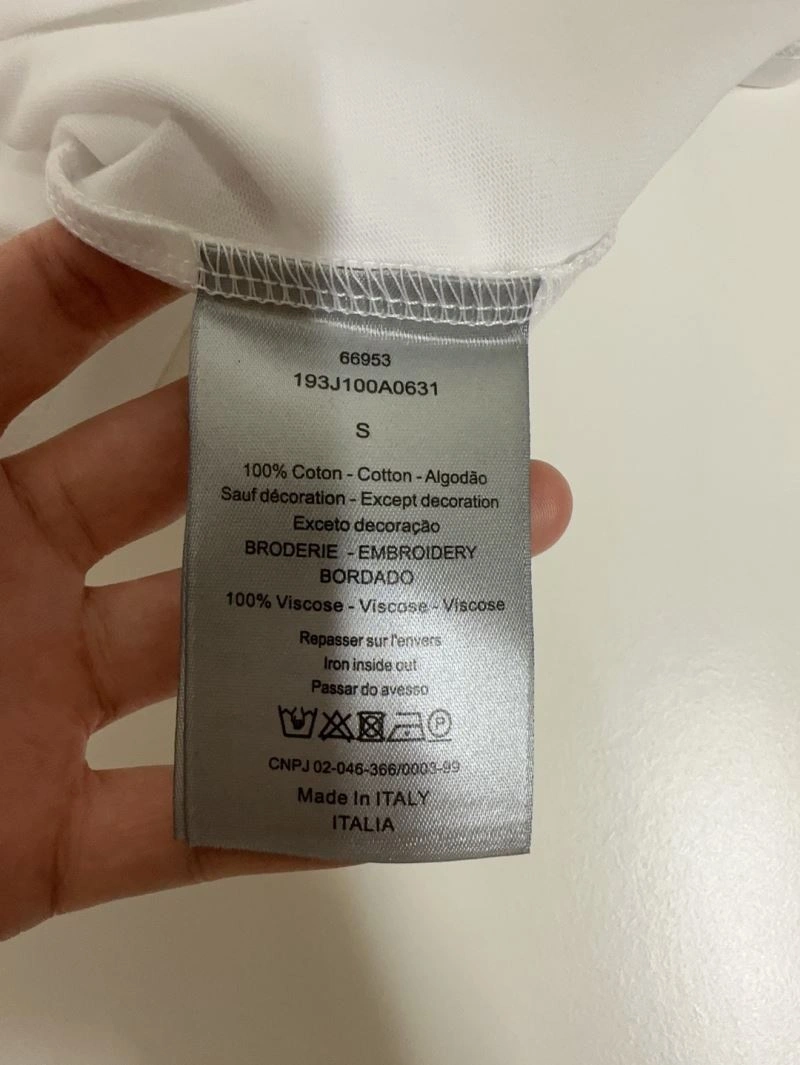 66953
193J100A0631
S
100% Coton - Cotton - Algodão
Sauf décoration - Except decoration
Exceto decoração
BRODERIE - EMBROIDERY
BORDADO
100% Viscose - Viscose - Viscose
Repasser sur l'envers
Iron inside out
Passar do avesso
P
CNPJ 02-046-366/0003-99
Made In ITALY
ITALIA